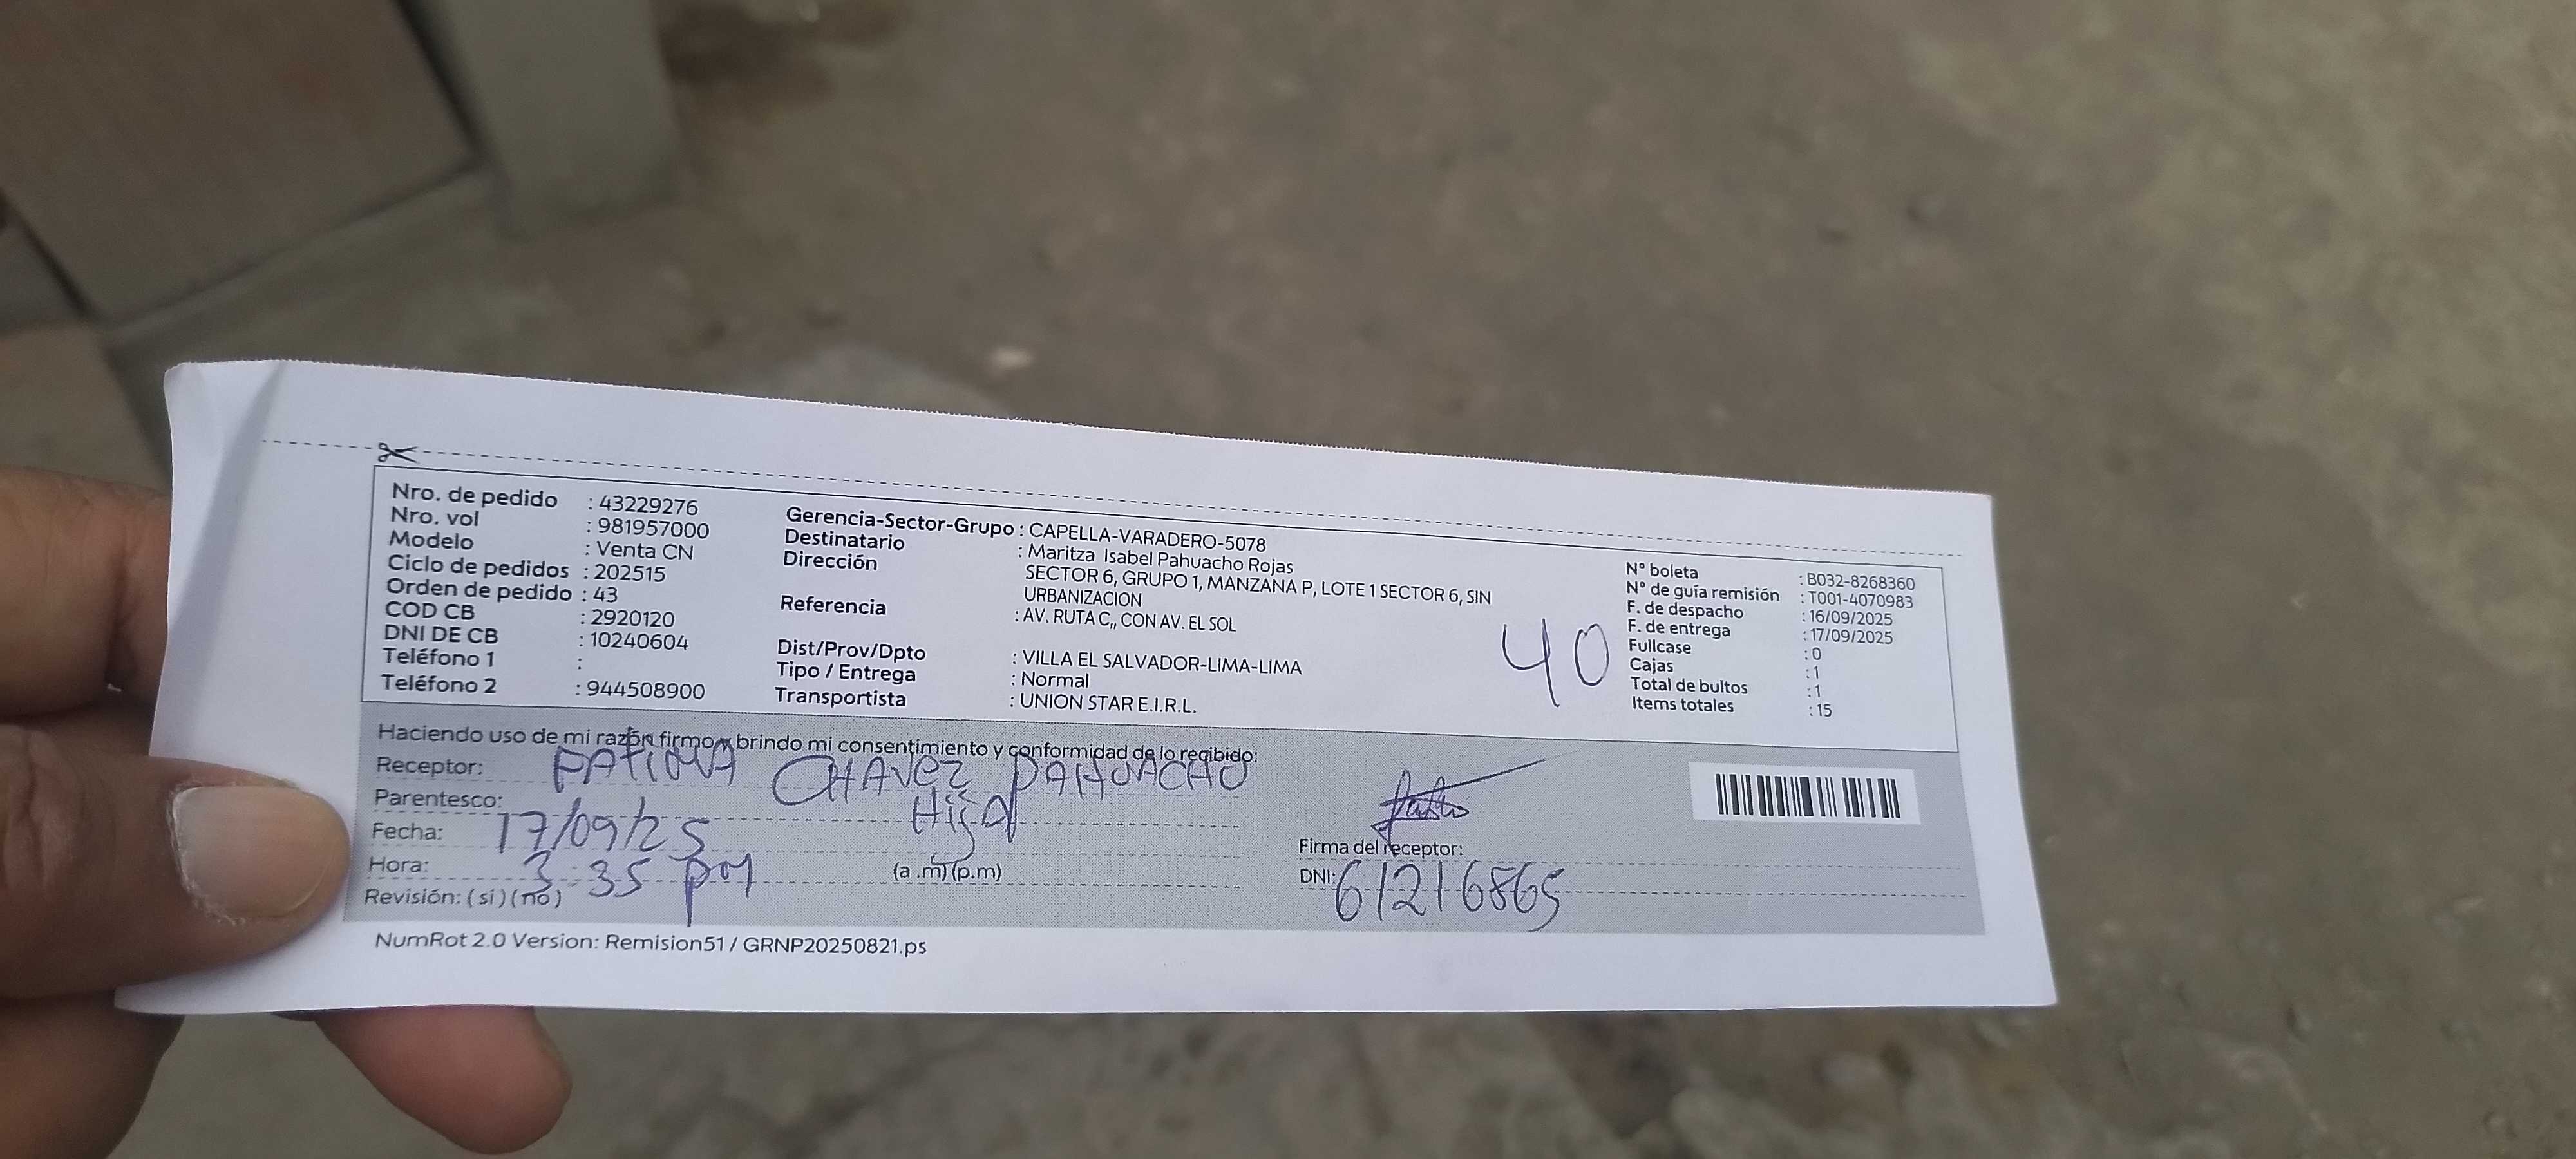 Nro. de pedido : 43229276
Nro. vol : 981957000
Modelo : Venta CN
Ciclo de pedidos : 202515
Orden de pedido : 43
COD CB : 2920120
DNI DE CB : 10240604
Teléfono 1 :
Teléfono 2 : 944508900
Gerencia-Sector-Grupo : CAPELLA-VARADERO-5078
Destinatario : Maritza Isabel Pahuacho Rojas
Dirección SECTOR 6, GRUPO 1, MANZANA P, LOTE 1 SECTOR 6, SIN
URBANIZACION
Referencia : AV. RUTA C,, CON AV. EL SOL
Dist/Prov/Dpto : VILLA EL SALVADOR-LIMA-LIMA
Tipo / Entrega : Normal
Transportista : UNION STAR E.I.R.L.
40
N° boleta : B032-8268360
N° de guía remisión : T001-4070983
F. de despacho : 16/09/2025
F. de entrega : 17/09/2025
Fullcase : 0
Cajas : 1
Total de bultos : 1
Items totales : 15
Haciendo uso de mi razón firmo y brindo mi consentimiento y conformidad de lo recibido:
Receptor: FATIMA CHAVEZ PAHUACHO
Parentesco: Hija
Fecha: 17/09/25
Hora: 3:35 pm (a .m) (p.m)
Revisión: (si) (no)
Firma del receptor:
DNI: 61216865
NumRot 2.0 Version: Remision51 / GRNP20250821.ps